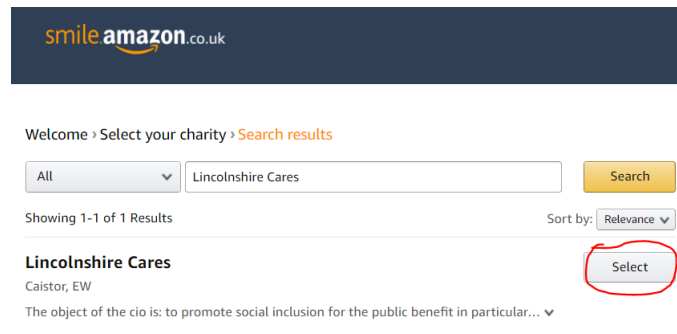 smile.amazon.co.uk
Welcome › Select your charity › Search results
All Lincolnshire Cares Search
Showing 1-1 of 1 Results Sort by: Relevance
Lincolnshire Cares Select
Caistor, EW
The object of the cio is: to promote social inclusion for the public benefit in particular...